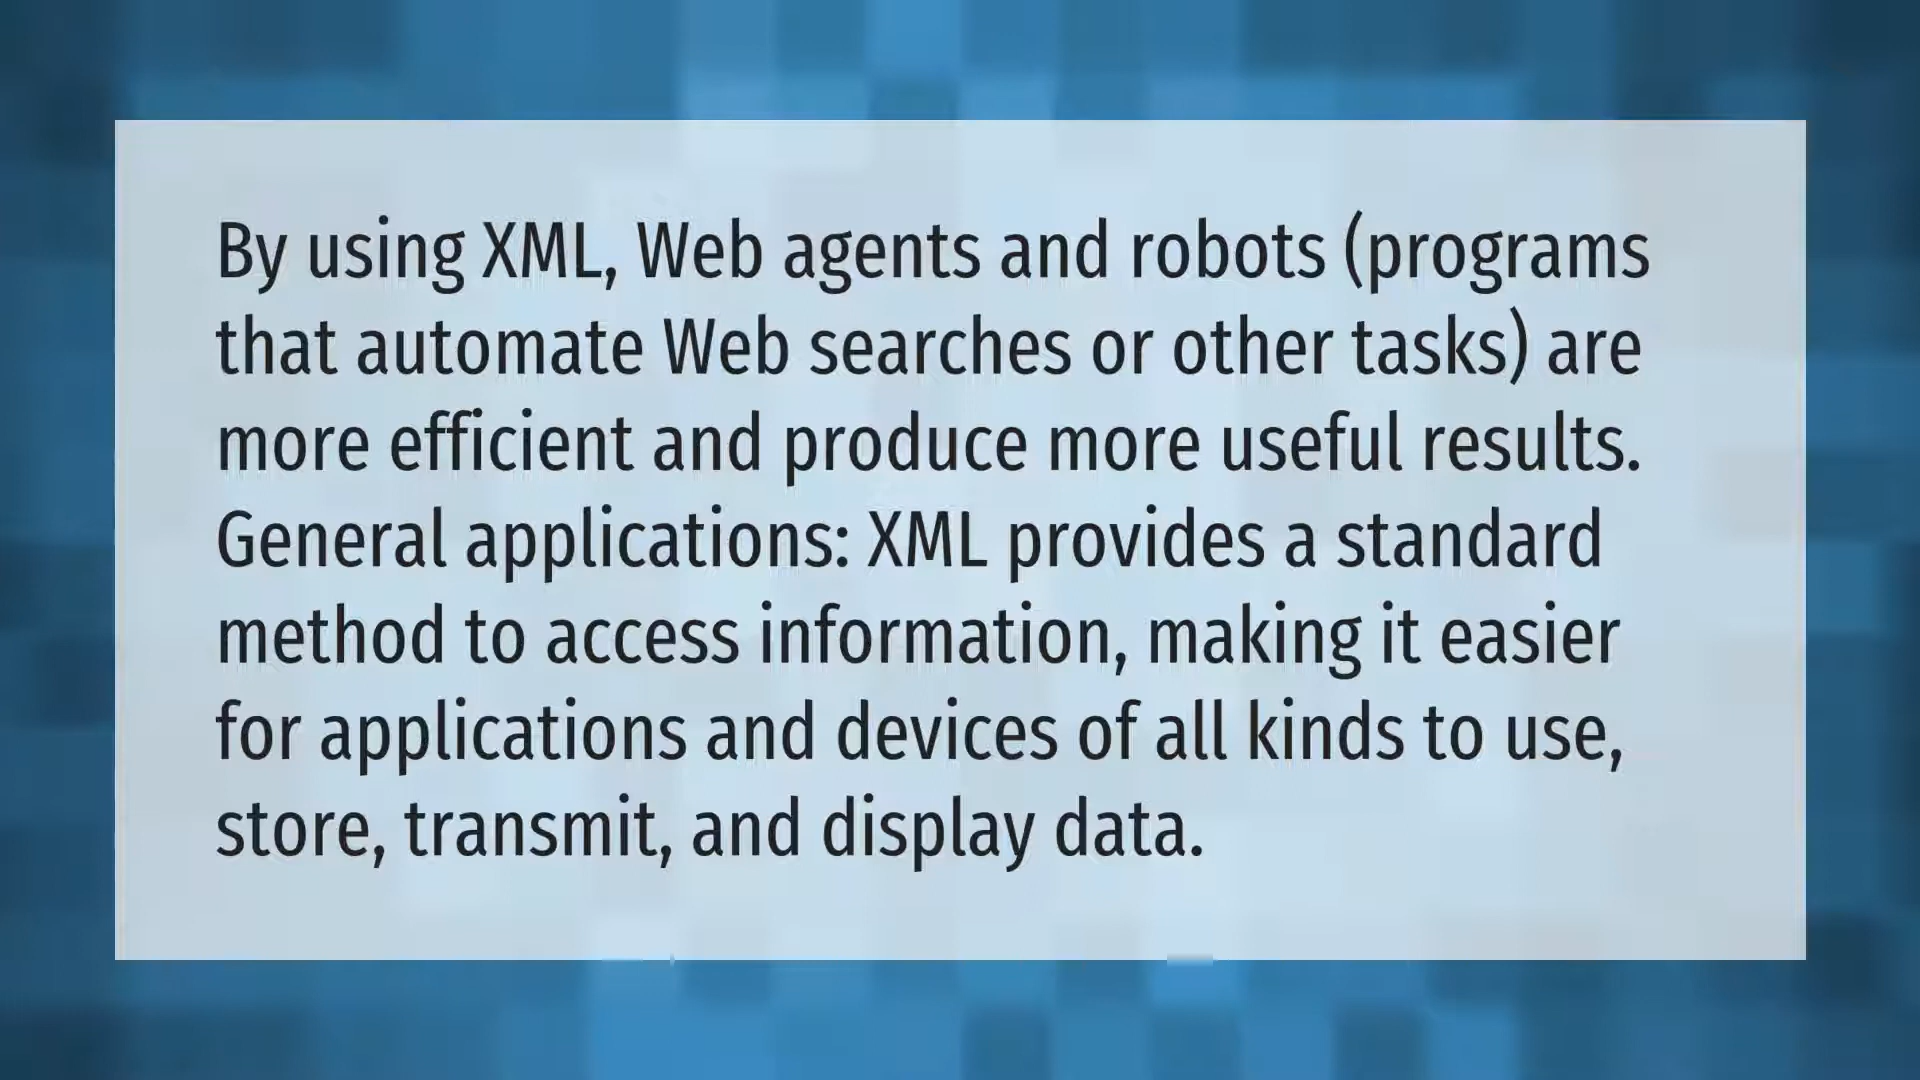 By using XML, Web agents and robots (programs
that automate Web searches or other tasks) are
more efficient and produce more useful results.
General applications: XML provides a standard
method to access information, making it easier
for applications and devices of all kinds to use,
store, transmit, and display data.